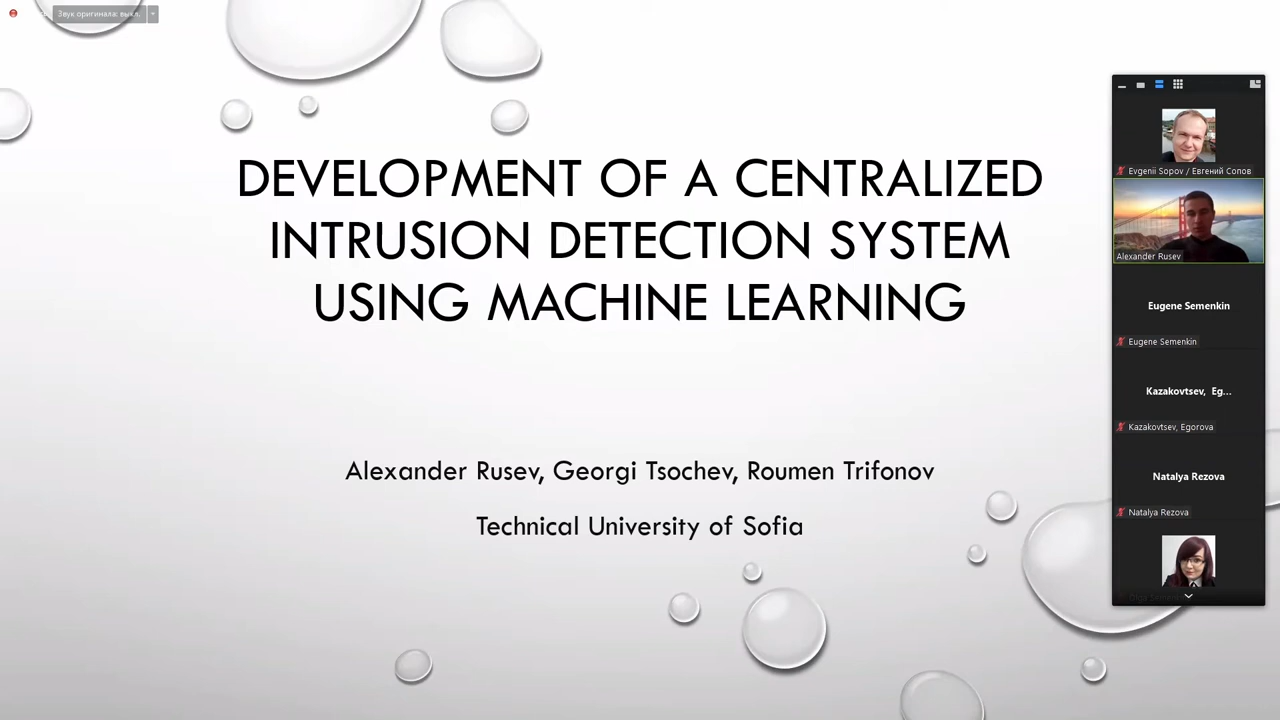 Звук оригинала: выкл.
DEVELOPMENT OF A CENTRALIZED
INTRUSION DETECTION SYSTEM
USING MACHINE LEARNING
Alexander Rusev, Georgi Tsochev, Roumen Trifonov
Technical University of Sofia
Evgenii Sopov / Евгений Сопов
Alexander Rusev
Eugene Semenkin
Eugene Semenkin
Kazakovtsev, Eg...
Kazakovtsev, Egorova
Natalya Rezova
Natalya Rezova